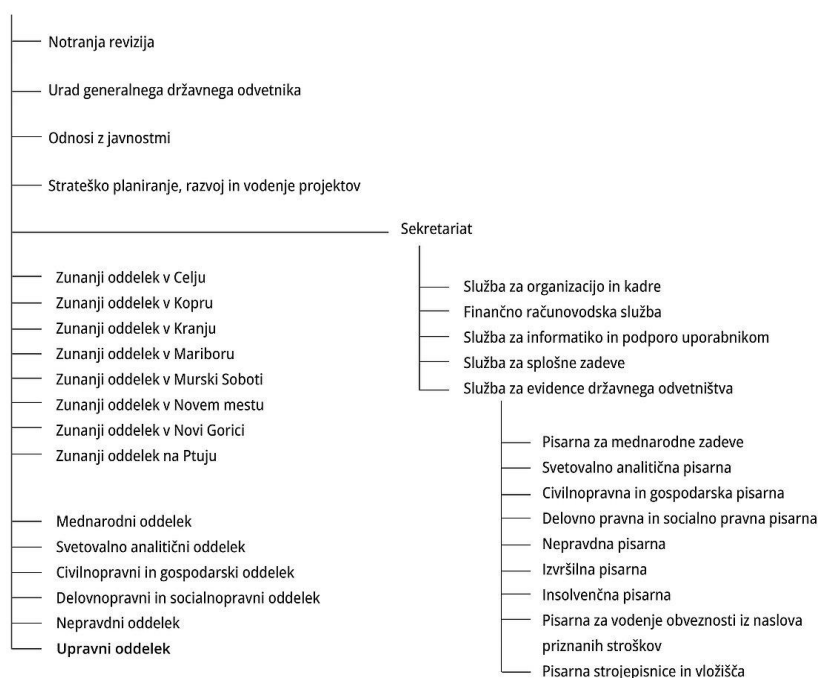 Notranja revizija
Urad generalnega državnega odvetnika
Odnosi z javnostmi
Strateško planiranje, razvoj in vodenje projektov
Sekretariat
Zunanji oddelek v Celju
Zunanji oddelek v Kopru
Zunanji oddelek v Kranju
Zunanji oddelek v Mariboru
Zunanji oddelek v Murski Soboti
Zunanji oddelek v Novem mestu
Zunanji oddelek v Novi Gorici
Zunanji oddelek na Ptuju
Mednarodni oddelek
Svetovalno analitični oddelek
Civilnopravni in gospodarski oddelek
Delovnopravni in socialnopravni oddelek
Nepravdni oddelek
Upravni oddelek
Služba za organizacijo in kadre
Finančno računovodska služba
Služba za informatiko in podporo uporabnikom
Služba za splošne zadeve
Služba za evidence državnega odvetništva
Pisarna za mednarodne zadeve
Svetovalno analitična pisarna
Civilnopravna in gospodarska pisarna
Delovno pravna in socialno pravna pisarna
Nepravdna pisarna
Izvršilna pisarna
Insolvenčna pisarna
Pisarna za vodenje obveznosti iz naslova
priznanih stroškov
Pisarna strojepisnice in vložišča